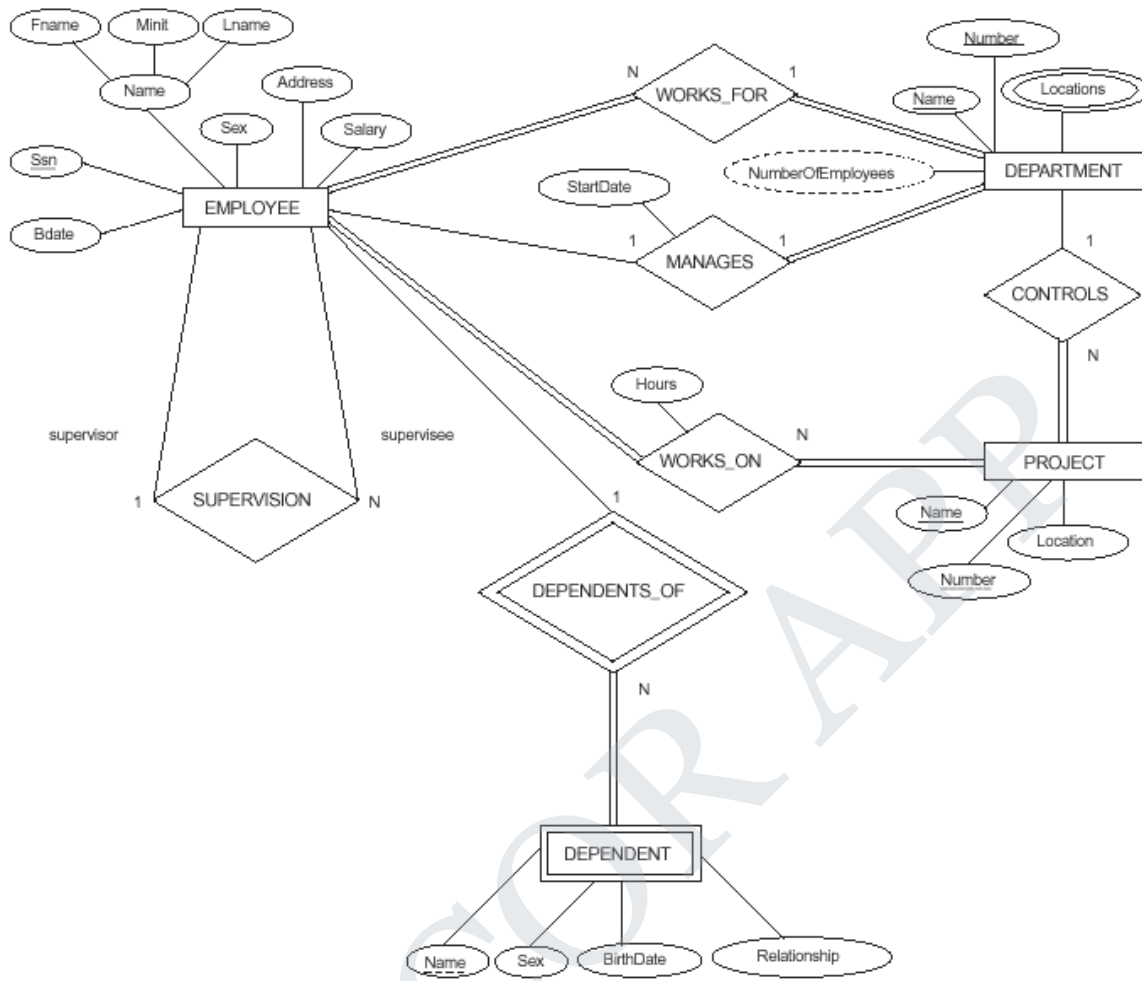 Fname
Minit
Lname
Number
Name
Address
N
1
WORKS_FOR
Locations
Sex
Salary
Name
Ssn
StartDate
NumberOfEmployees
DEPARTMENT
EMPLOYEE
Bdate
1
1
MANAGES
1
CONTROLS
N
Hours
supervisor
supervisee
N
WORKS_ON
PROJECT
1
SUPERVISION
N
1
Name
Location
Number
DEPENDENTS_OF
N
DEPENDENT
Name
Sex
BirthDate
Relationship
COR APP